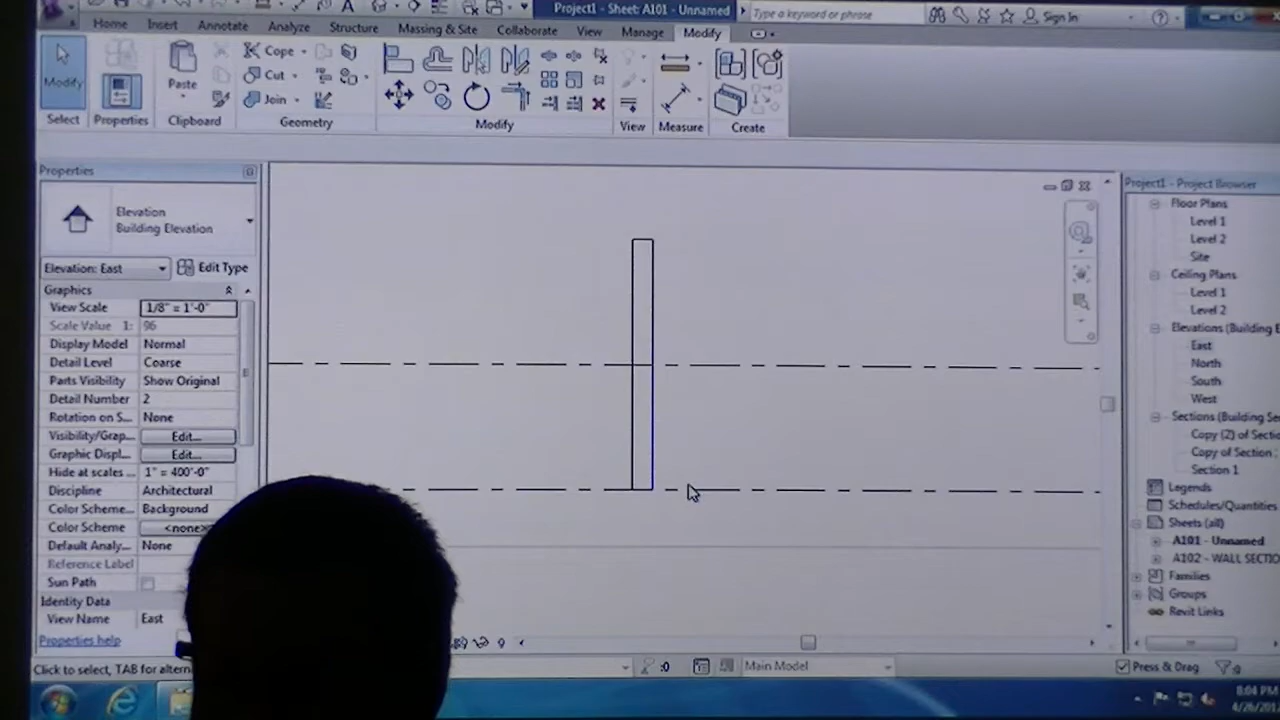 Project1 - Sheet: A101 - Unnamed
Type a keyword or phrase
Sign In
Home
Insert
Annotate
Analyze
Structure
Massing & Site
Collaborate
View
Manage
Modify
Modify
Paste
Cope
Cut
Join
Select
Properties
Clipboard
Geometry
Modify
View
Measure
Create
Properties
Elevation
Building Elevation
Elevation: East
Edit Type
Graphics
View Scale 1/8" = 1'-0"
Scale Value 1: 96
Display Model Normal
Detail Level Coarse
Parts Visibility Show Original
Detail Number 2
Rotation on S... None
Visibility/Grap... Edit...
Graphic Displ... Edit...
Hide at scales ... 1" = 400'-0"
Discipline Architectural
Color Scheme... Background
Color Scheme <none>
Default Analy... None
Reference Label
Sun Path
Identity Data
View Name East
Properties help
Project1 - Project Browser
Floor Plans
Level 1
Level 2
Site
Ceiling Plans
Level 1
Level 2
Elevations (Building E
East
North
South
West
Sections (Building Se
Copy (2) of Secti
Copy of Section
Section 1
Legends
Schedules/Quantities
Sheets (all)
A101 - Unnamed
A102 - WALL SECTIO
Families
Groups
Revit Links
Click to select, TAB for altern
:0
Main Model
Press & Drag
:0
8:04 PM